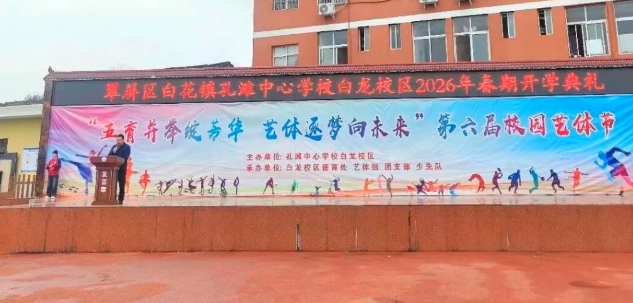 翠屏区白花镇孔滩中心学校白龙校区2026年春期开学典礼
“五育并举绽芳华 艺体逐梦向未来”第六届校园艺体节
主办单位:孔滩中心学校白龙校区
承办单位:白龙校区德育处 艺体组 团支部 少先队